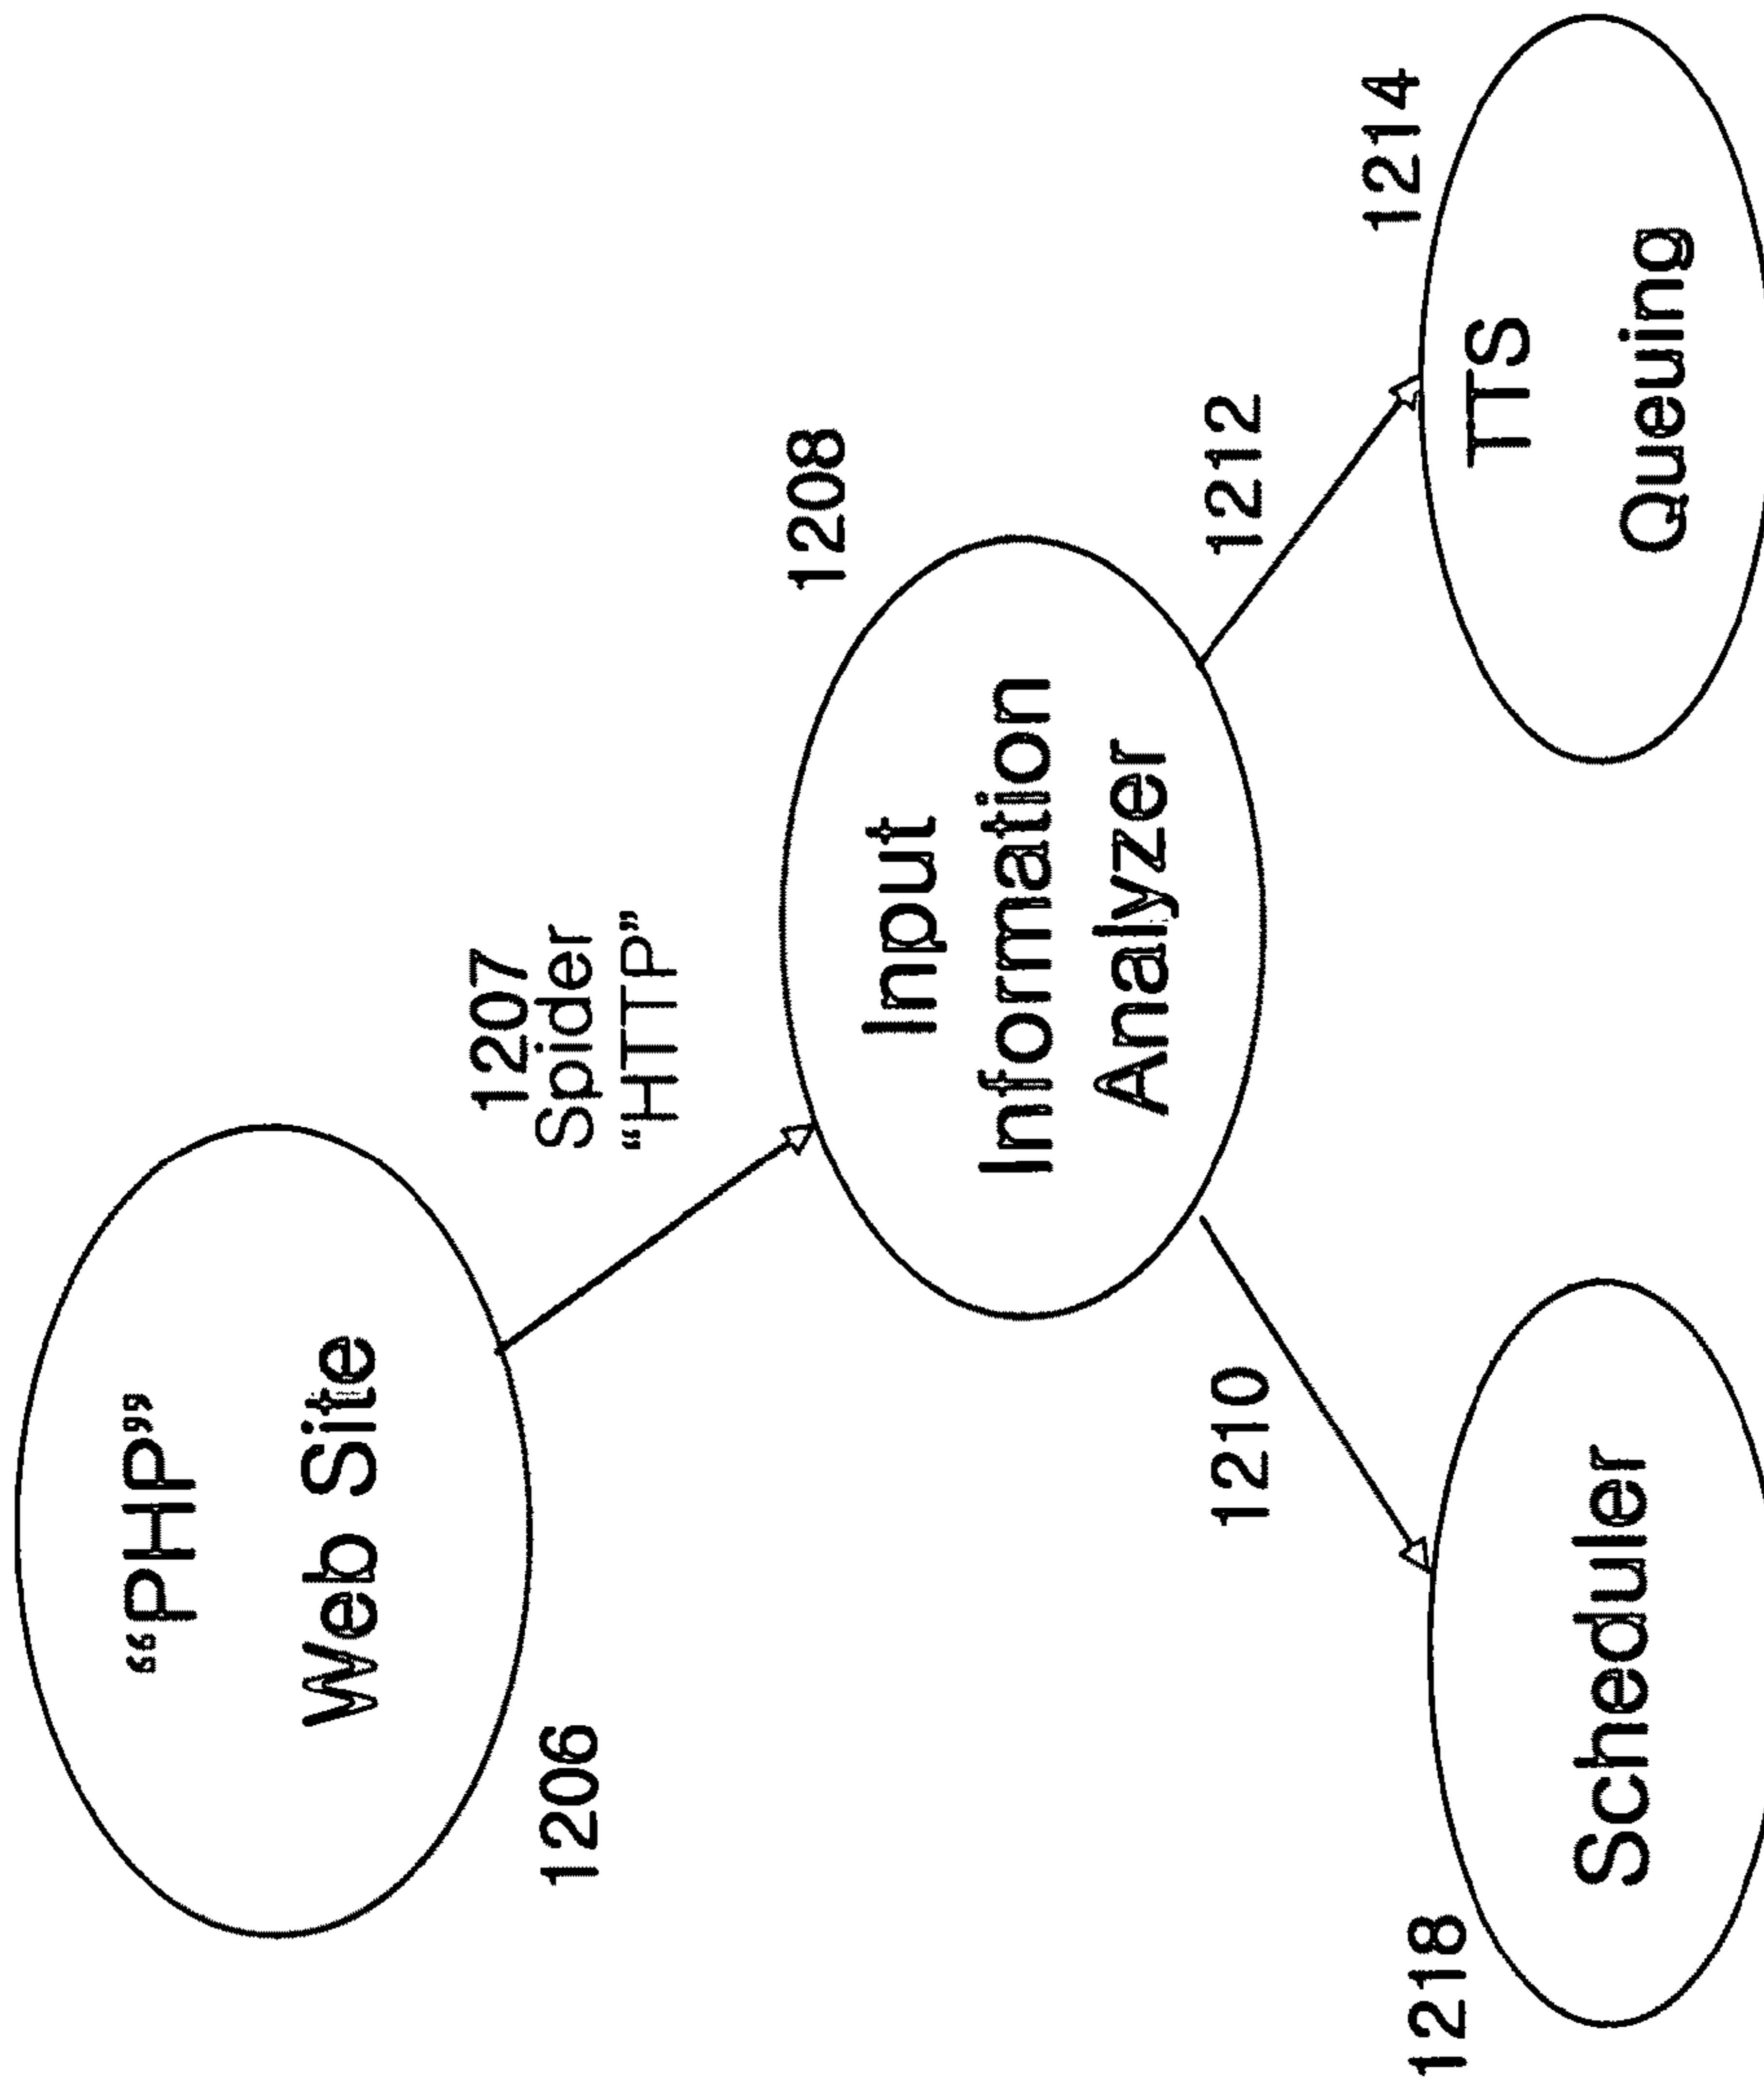 “PHP”
Web Site
1206
1207
Spider
“HTTP”
1208
Input
Information
Analyzer
1210
1212
1218
Scheduler
1214
TTS
Queuing